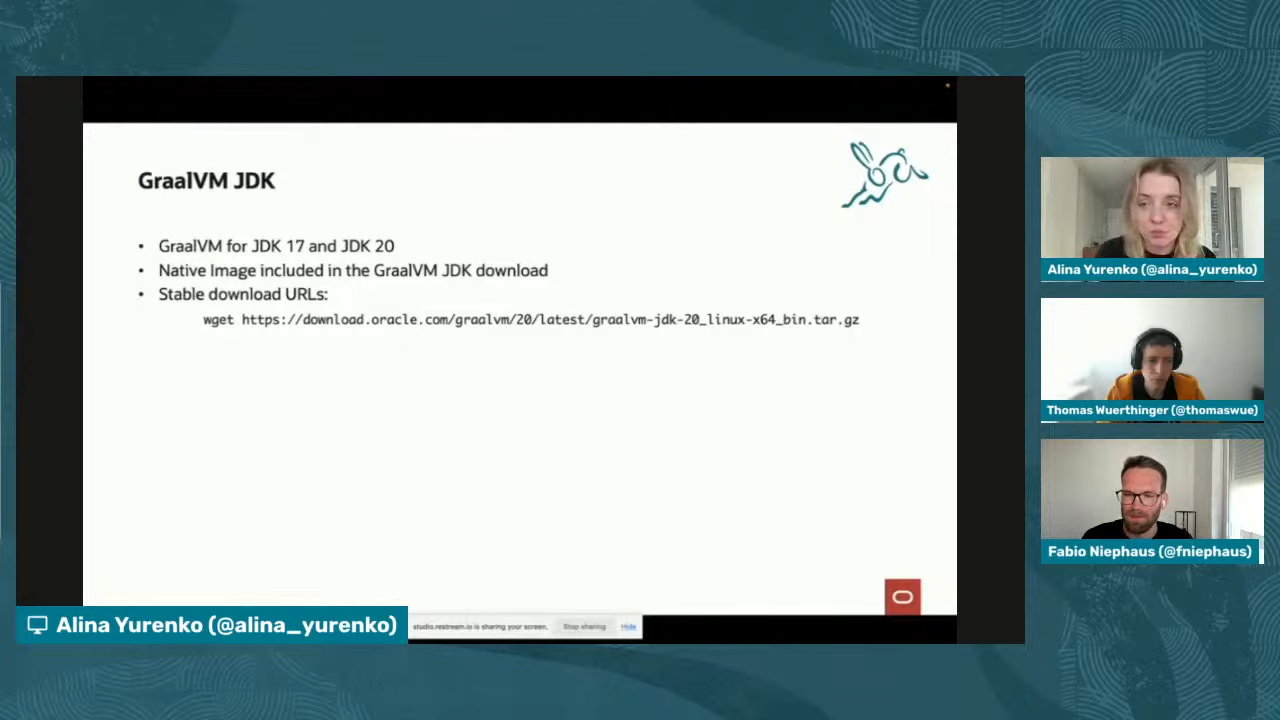 GraalVM JDK
• GraalVM for JDK 17 and JDK 20
• Native Image included in the GraalVM JDK download
• Stable download URLs:
wget https://download.oracle.com/graalvm/20/latest/graalvm-jdk-20_linux-x64_bin.tar.gz
Alina Yurenko (@alina_yurenko)
studio.restream.io is sharing your screen. Stop sharing Hide
Alina Yurenko (@alina_yurenko)
Thomas Wuerthinger (@thomaswue)
Fabio Niephaus (@fniephaus)